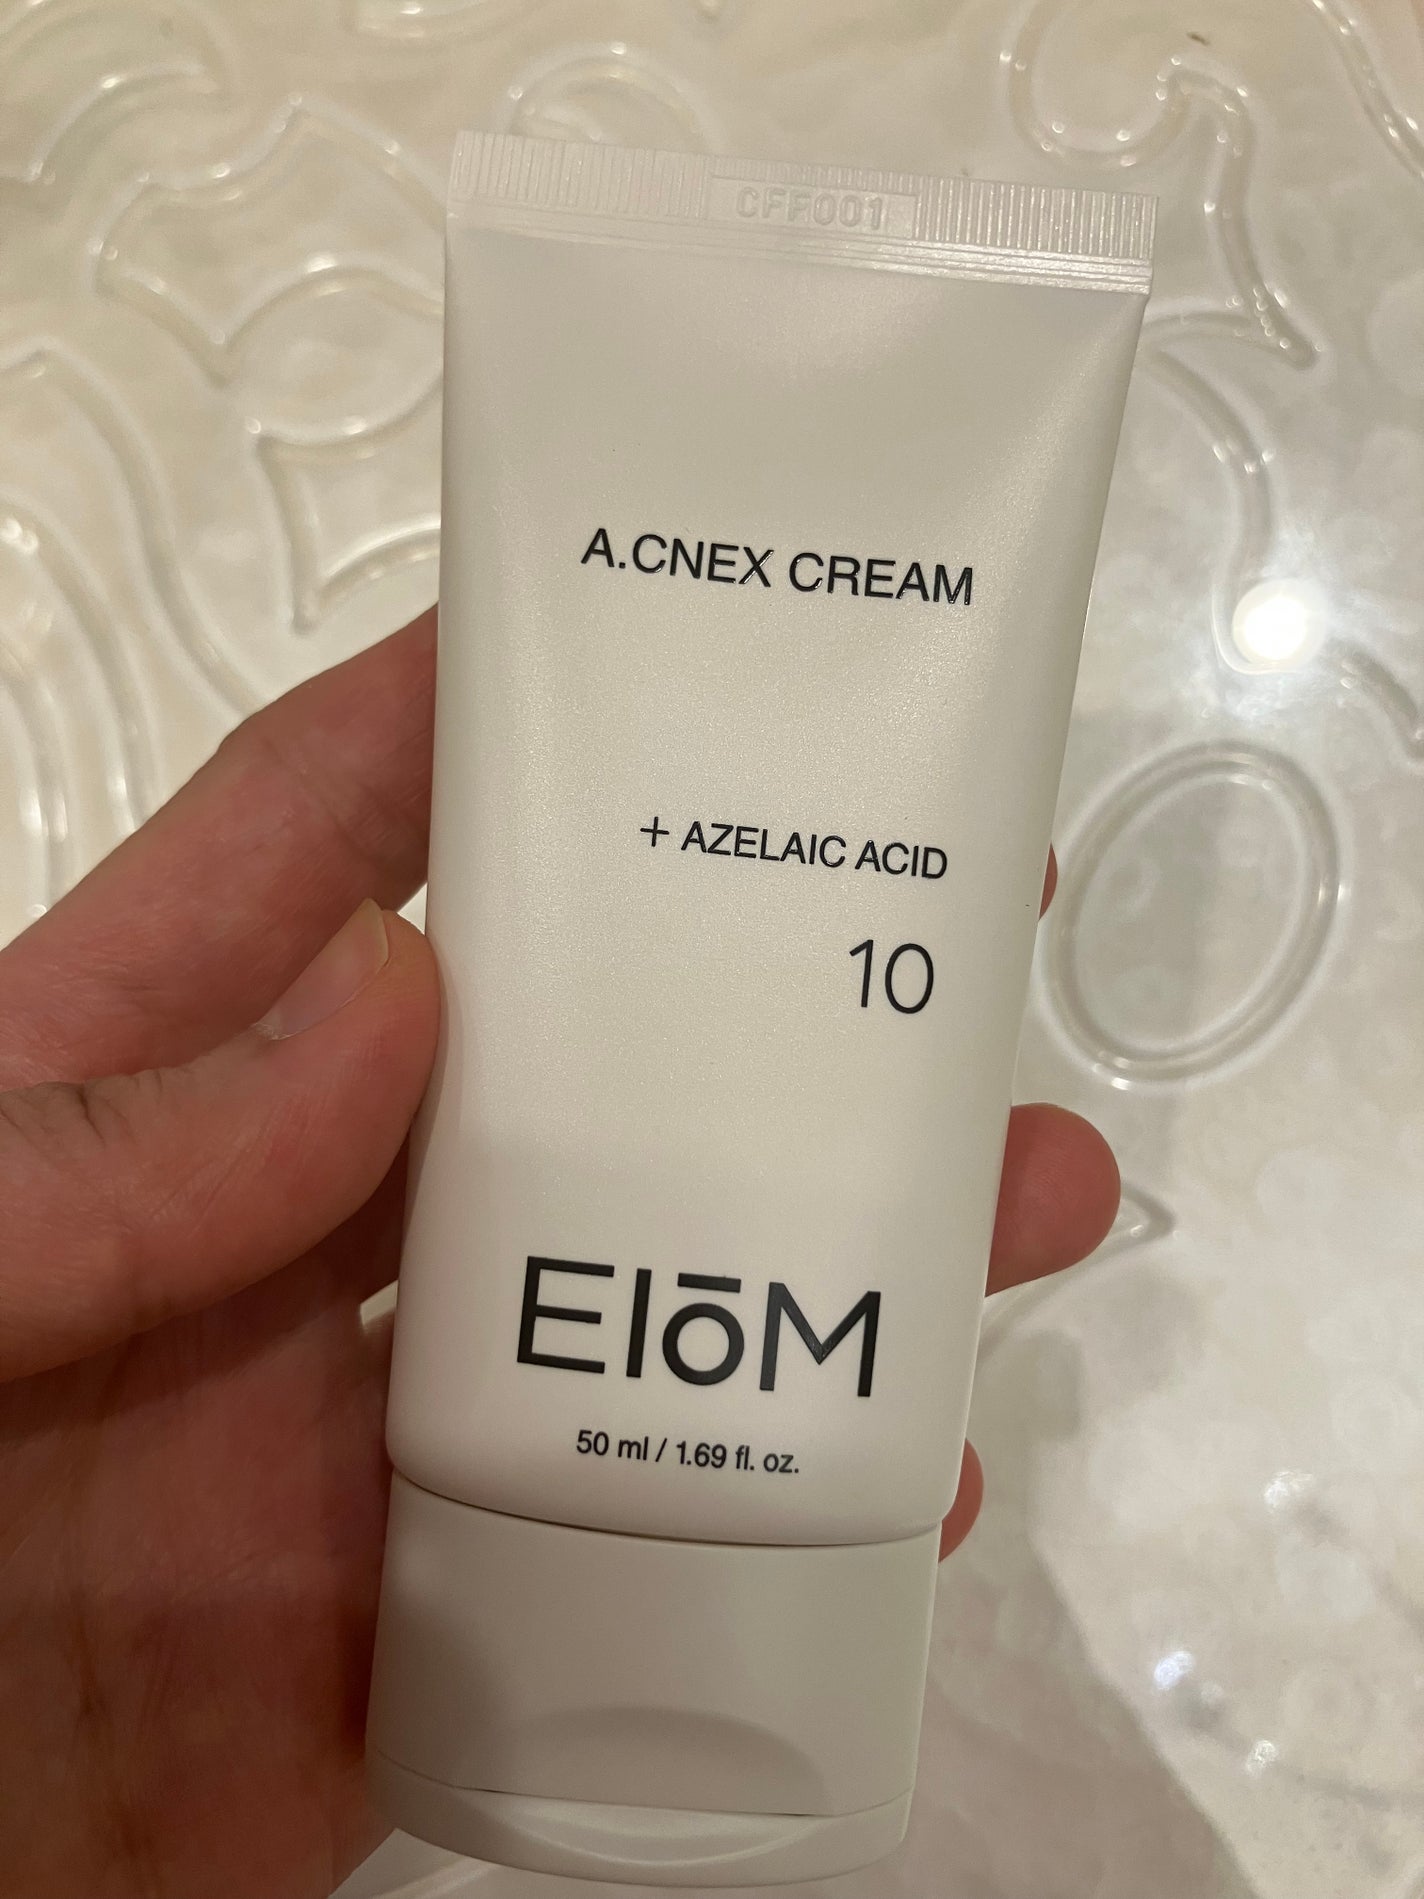 CFF001
A.CNEX CREAM
+ AZELAIC ACID
10
ElōM
50 ml / 1.69 fl. oz.